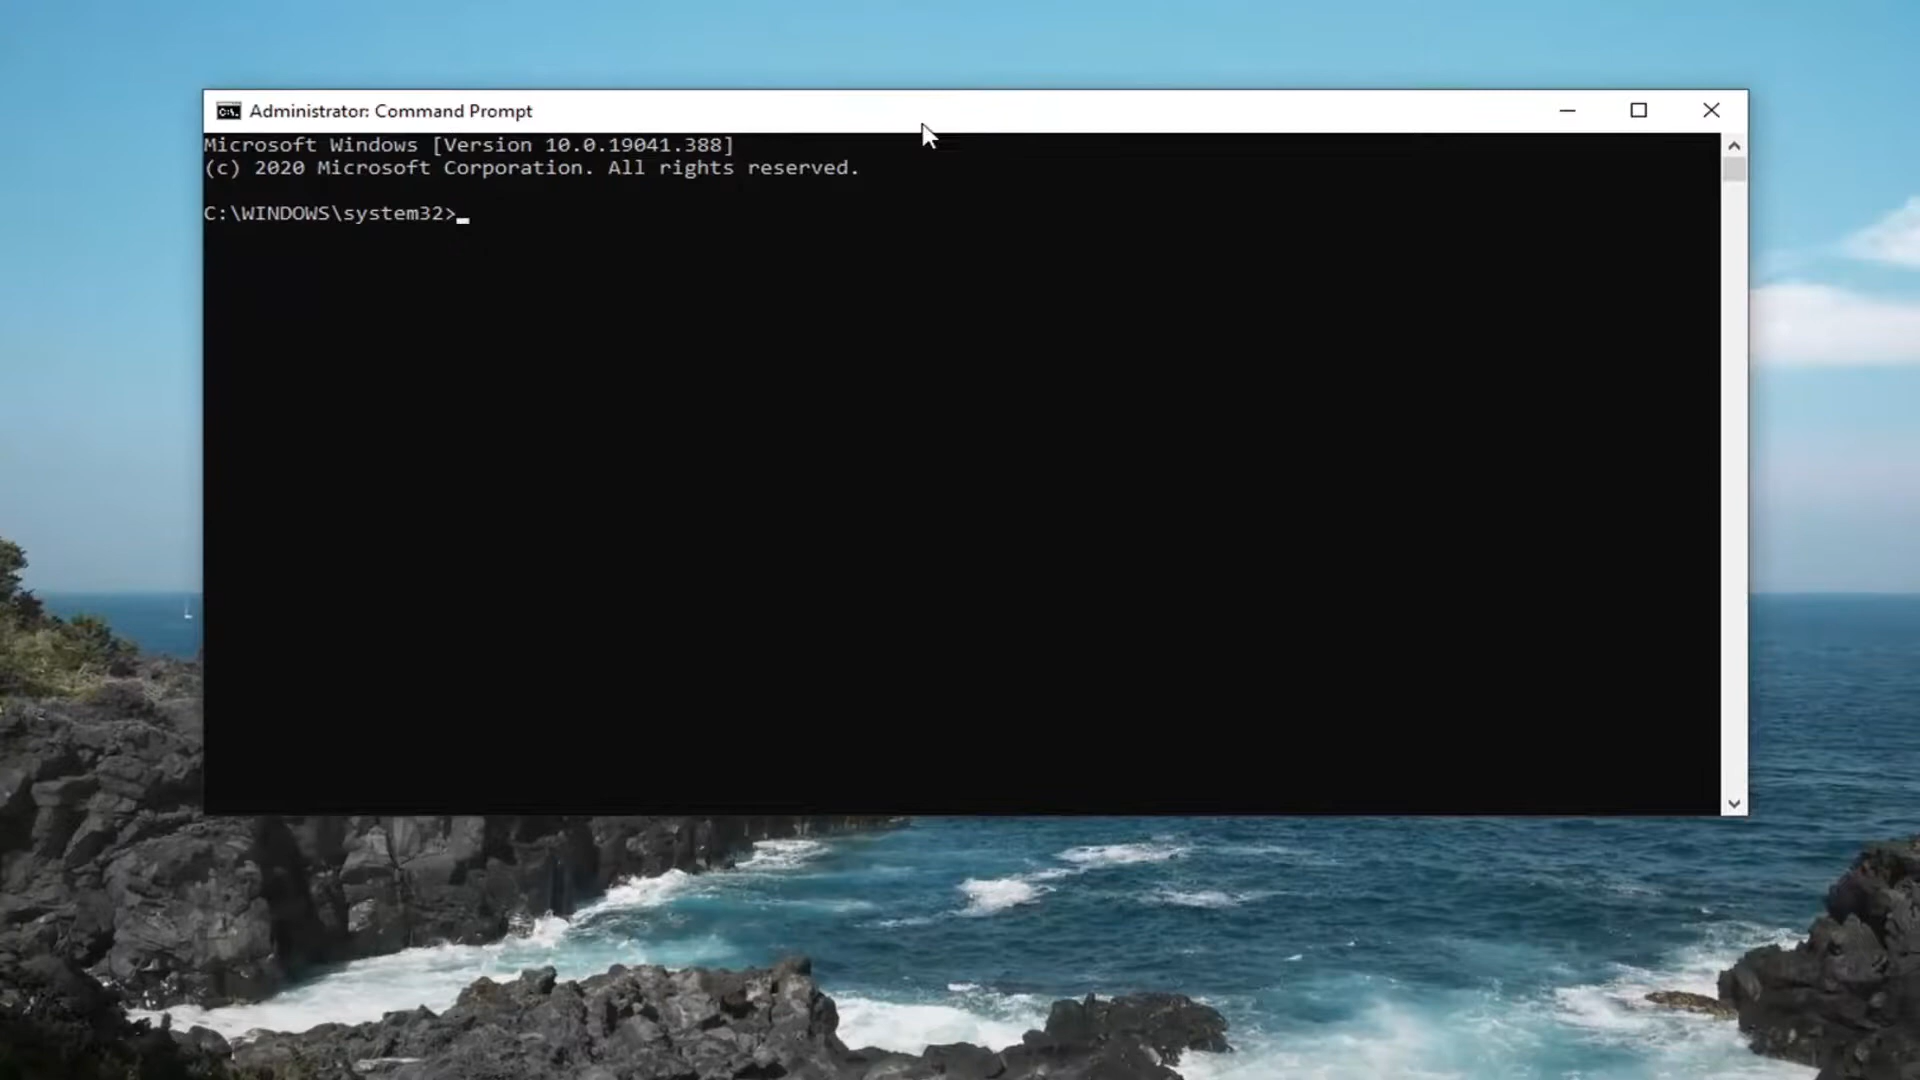 Administrator: Command Prompt
Microsoft Windows [Version 10.0.19041.388]
(c) 2020 Microsoft Corporation. All rights reserved.
C:\WINDOWS\system32>